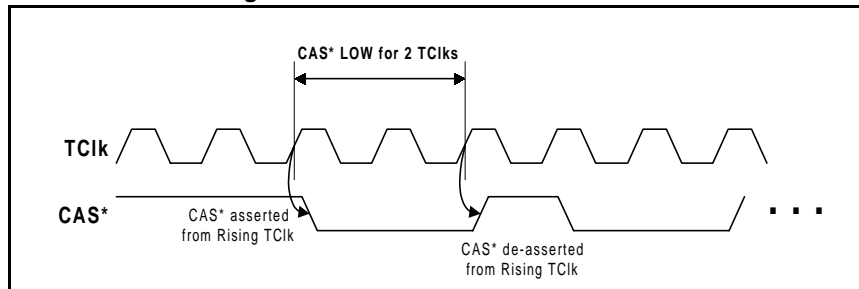 CAS* LOW for 2 TClks
TClk
CAS*
CAS* asserted
from Rising TClk
CAS* de-asserted
from Rising TClk
. . .